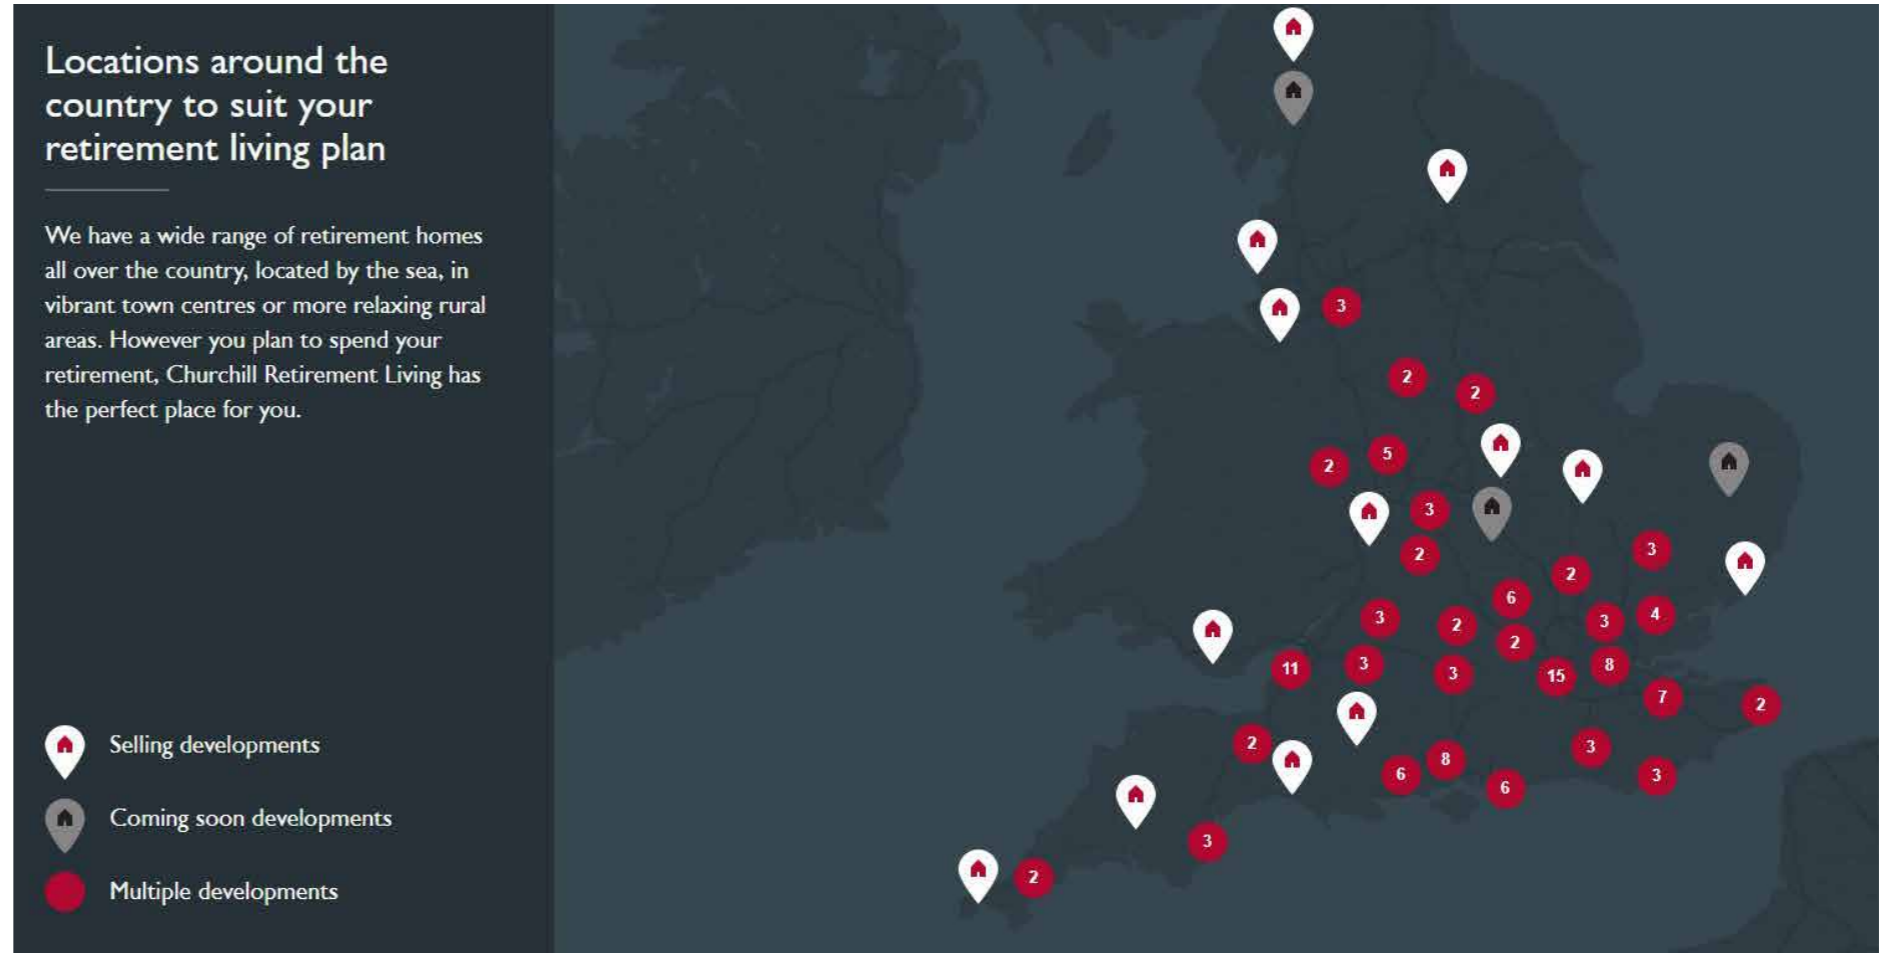 Locations around the
country to suit your
retirement living plan
We have a wide range of retirement homes
all over the country, located by the sea, in
vibrant town centres or more relaxing rural
areas. However you plan to spend your
retirement, Churchill Retirement Living has
the perfect place for you.
Selling developments
Coming soon developments
Multiple developments
3
2
2
5
2
3
2
3
2
6
3
4
3
2
2
11
3
3
15
8
7
2
2
8
3
6
6
3
3
2